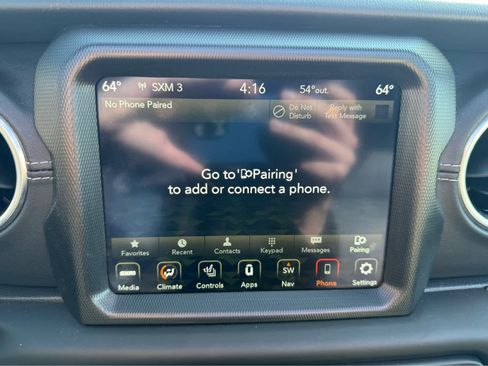 64° SXM 3 4:16 54°out. 64°
No Phone Paired
Do Not Disturb
Reply with Text Message
Go to 'Pairing'
to add or connect a phone.
Favorites Recent Contacts Keypad Messages Pairing
SW
Media Climate Controls Apps Nav Phone Settings